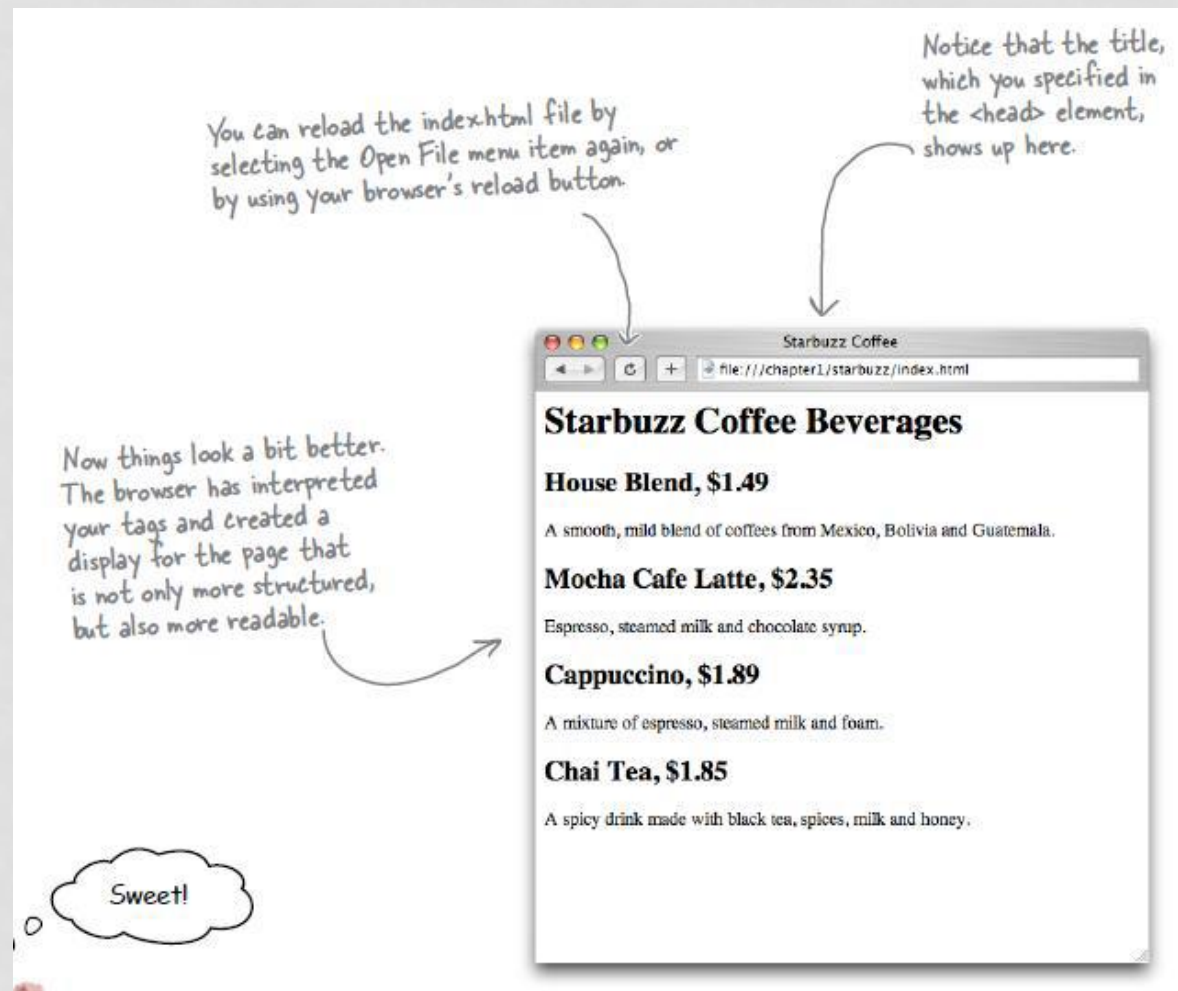 Notice that the title,
which you specified in
the <head> element,
shows up here.
You can reload the index.html file by
selecting the Open File menu item again, or
by using your browser's reload button.
Starbuzz Coffee
file:///chapter1/starbuzz/index.html
Starbuzz Coffee Beverages
House Blend, $1.49
A smooth, mild blend of coffees from Mexico, Bolivia and Guatemala.
Mocha Cafe Latte, $2.35
Espresso, steamed milk and chocolate syrup.
Cappuccino, $1.89
A mixture of espresso, steamed milk and foam.
Chai Tea, $1.85
A spicy drink made with black tea, spices, milk and honey.
Now things look a bit better.
The browser has interpreted
your tags and created a
display for the page that
is not only more structured,
but also more readable.
Sweet!